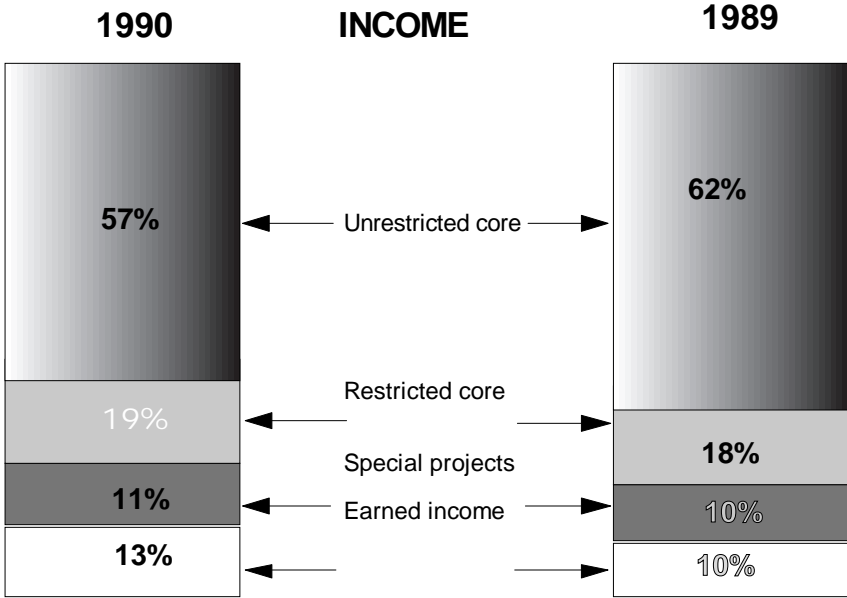 1990 INCOME 1989
57% Unrestricted core 62%
Restricted core
19%
18%
Special projects
11% Earned income 10%
13% 10%